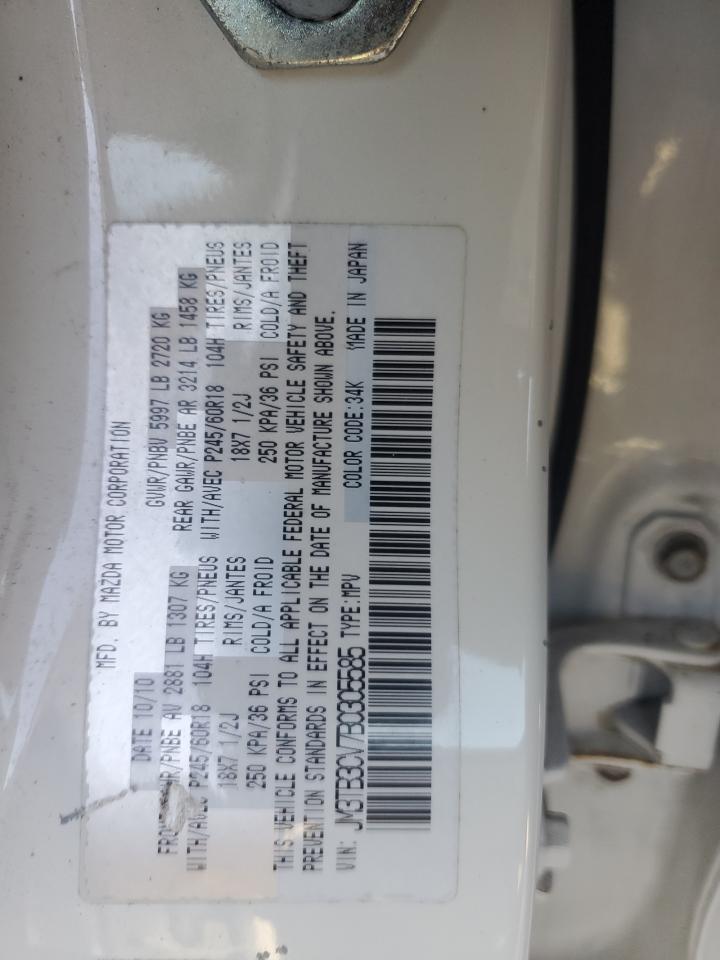 MFD. BY MAZDA MOTOR CORPORATION
DATE 10/10 GVWR/PNBV 5997 LB 2720 KG
GAWR/PNBE AV 2881 LB 1307 KG REAR GAWR/PNBE AR 3214 LB 1458 KG
WITH/AVEC P245/60R18 104H TIRES/PNEUS WITH/AVEC P245/60R18 104H TIRES/PNEUS
18X7 1/2J RIMS/JANTES 18X7 1/2J RIMS/JANTES
250 KPA/36 PSI COLD/A FROID 250 KPA/36 PSI COLD/A FROID
THIS VEHICLE CONFORMS TO ALL APPLICABLE FEDERAL MOTOR VEHICLE SAFETY AND THEFT
PREVENTION STANDARDS IN EFFECT ON THE DATE OF MANUFACTURE SHOWN ABOVE.
VIN: JM3TB3CV7B0305585 TYPE:MPV COLOR CODE:34K MADE IN JAPAN